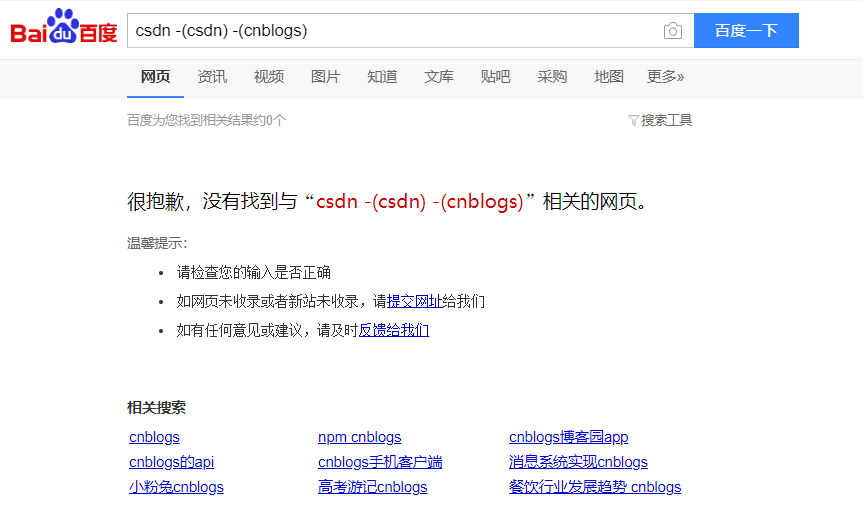 Bai du 百度 csdn -(csdn) -(cnblogs) 百度一下
网页 资讯 视频 图片 知道 文库 贴吧 采购 地图 更多»
百度为您找到相关结果约0个 搜索工具
很抱歉，没有找到与“csdn -(csdn) -(cnblogs)”相关的网页。
温馨提示：
• 请检查您的输入是否正确
• 如网页未收录或者新站未收录，请提交网址给我们
• 如有任何意见或建议，请及时反馈给我们
相关搜索
cnblogs npm cnblogs cnblogs博客园app
cnblogs的api cnblogs手机客户端 消息系统实现cnblogs
小粉兔cnblogs 高考游记cnblogs 餐饮行业发展趋势 cnblogs